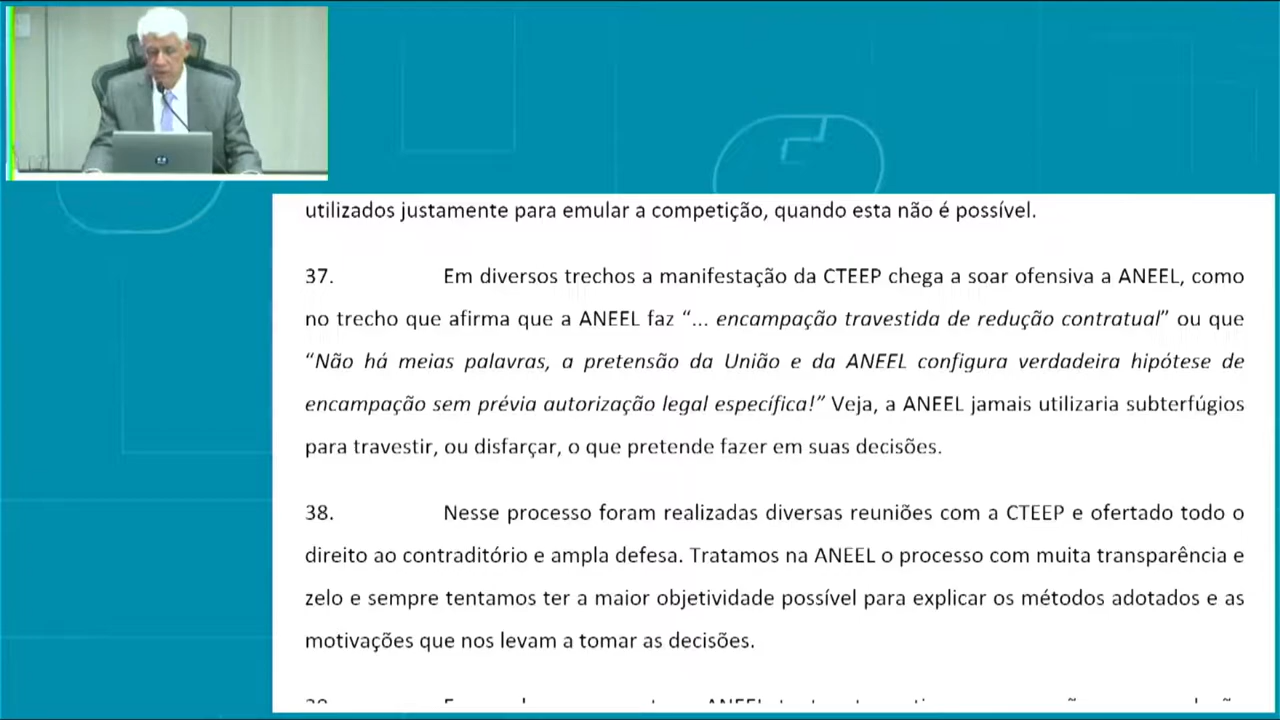 utilizados justamente para emular a competição, quando esta não é possível.
37. Em diversos trechos a manifestação da CTEEP chega a soar ofensiva a ANEEL, como
no trecho que afirma que a ANEEL faz “... encampação travestida de redução contratual” ou que
“Não há meias palavras, a pretensão da União e da ANEEL configura verdadeira hipótese de
encampação sem prévia autorização legal específica!” Veja, a ANEEL jamais utilizaria subterfúgios
para travestir, ou disfarçar, o que pretende fazer em suas decisões.
38. Nesse processo foram realizadas diversas reuniões com a CTEEP e ofertado todo o
direito ao contraditório e ampla defesa. Tratamos na ANEEL o processo com muita transparência e
zelo e sempre tentamos ter a maior objetividade possível para explicar os métodos adotados e as
motivações que nos levam a tomar as decisões.